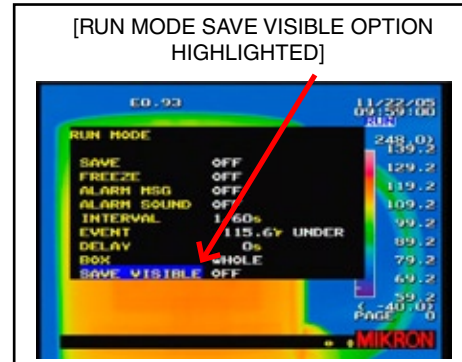 [RUN MODE SAVE VISIBLE OPTION
HIGHLIGHTED]
E0.93
11/22/05
09:59:00
RUN
RUN MODE
248.0)
139.2
SAVE OFF
129.2
FREEZE OFF
ALARM MSG OFF
119.2
ALARM SOUND OFF
109.2
INTERVAL 1/60s
99.2
EVENT 115.6F UNDER
DELAY 0s
89.2
BOX WHOLE
79.2
SAVE VISIBLE OFF
69.2
59.2
( -40.0)
PAGE 0
MIKRON